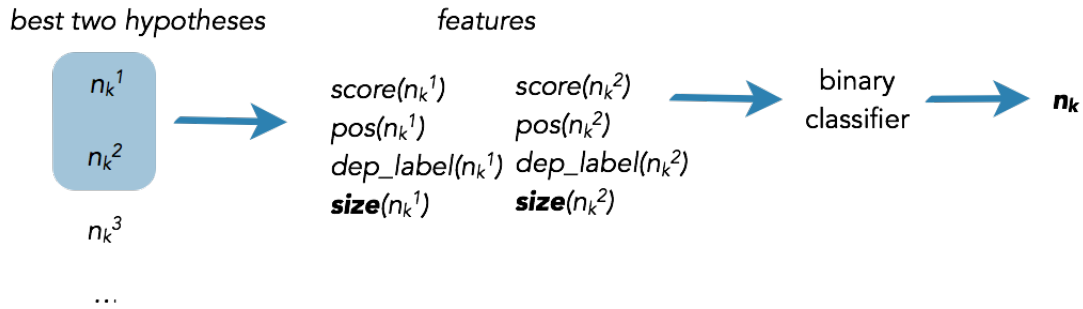 best two hypotheses features
n_k^1
n_k^2
n_k^3
...
score(n_k^1) score(n_k^2)
pos(n_k^1) pos(n_k^2)
dep_label(n_k^1) dep_label(n_k^2)
size(n_k^1) size(n_k^2)
binary
classifier
n_k